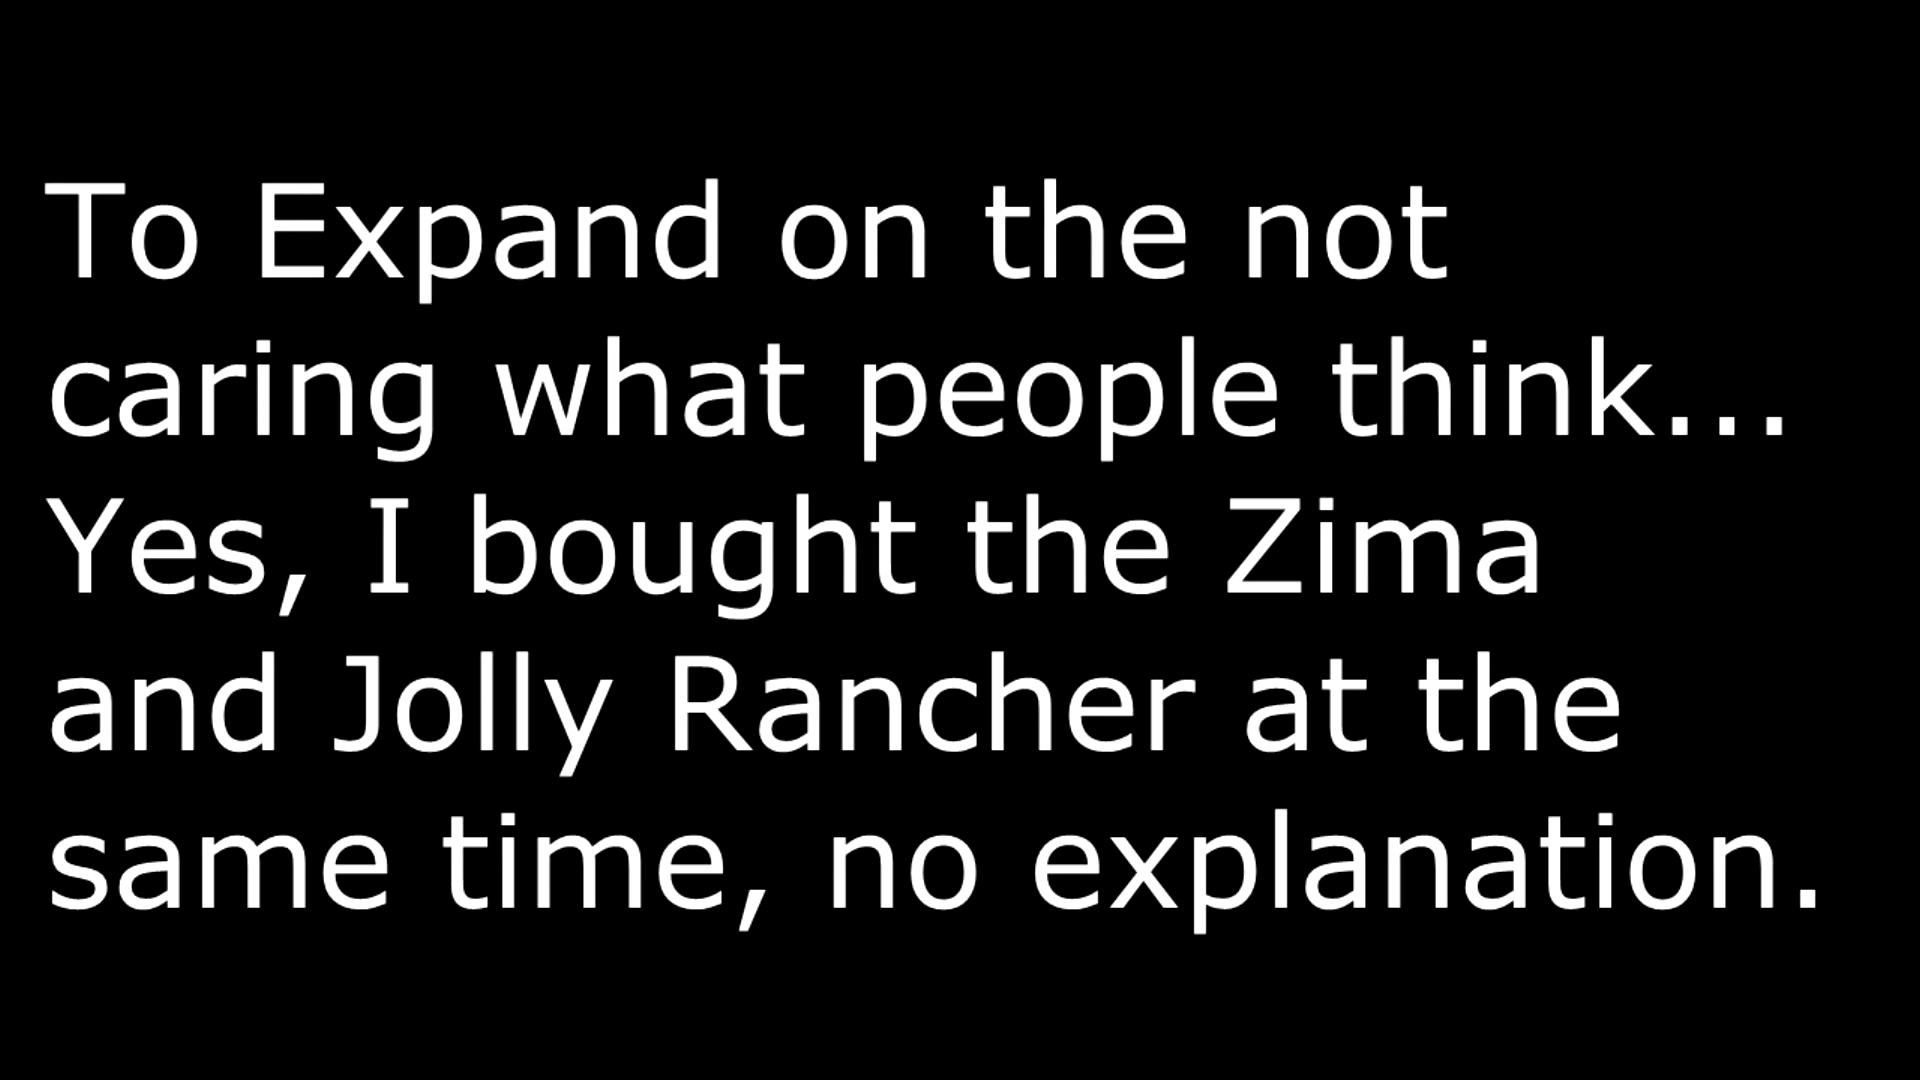 To Expand on the not
caring what people think...
Yes, I bought the Zima
and Jolly Rancher at the
same time, no explanation.